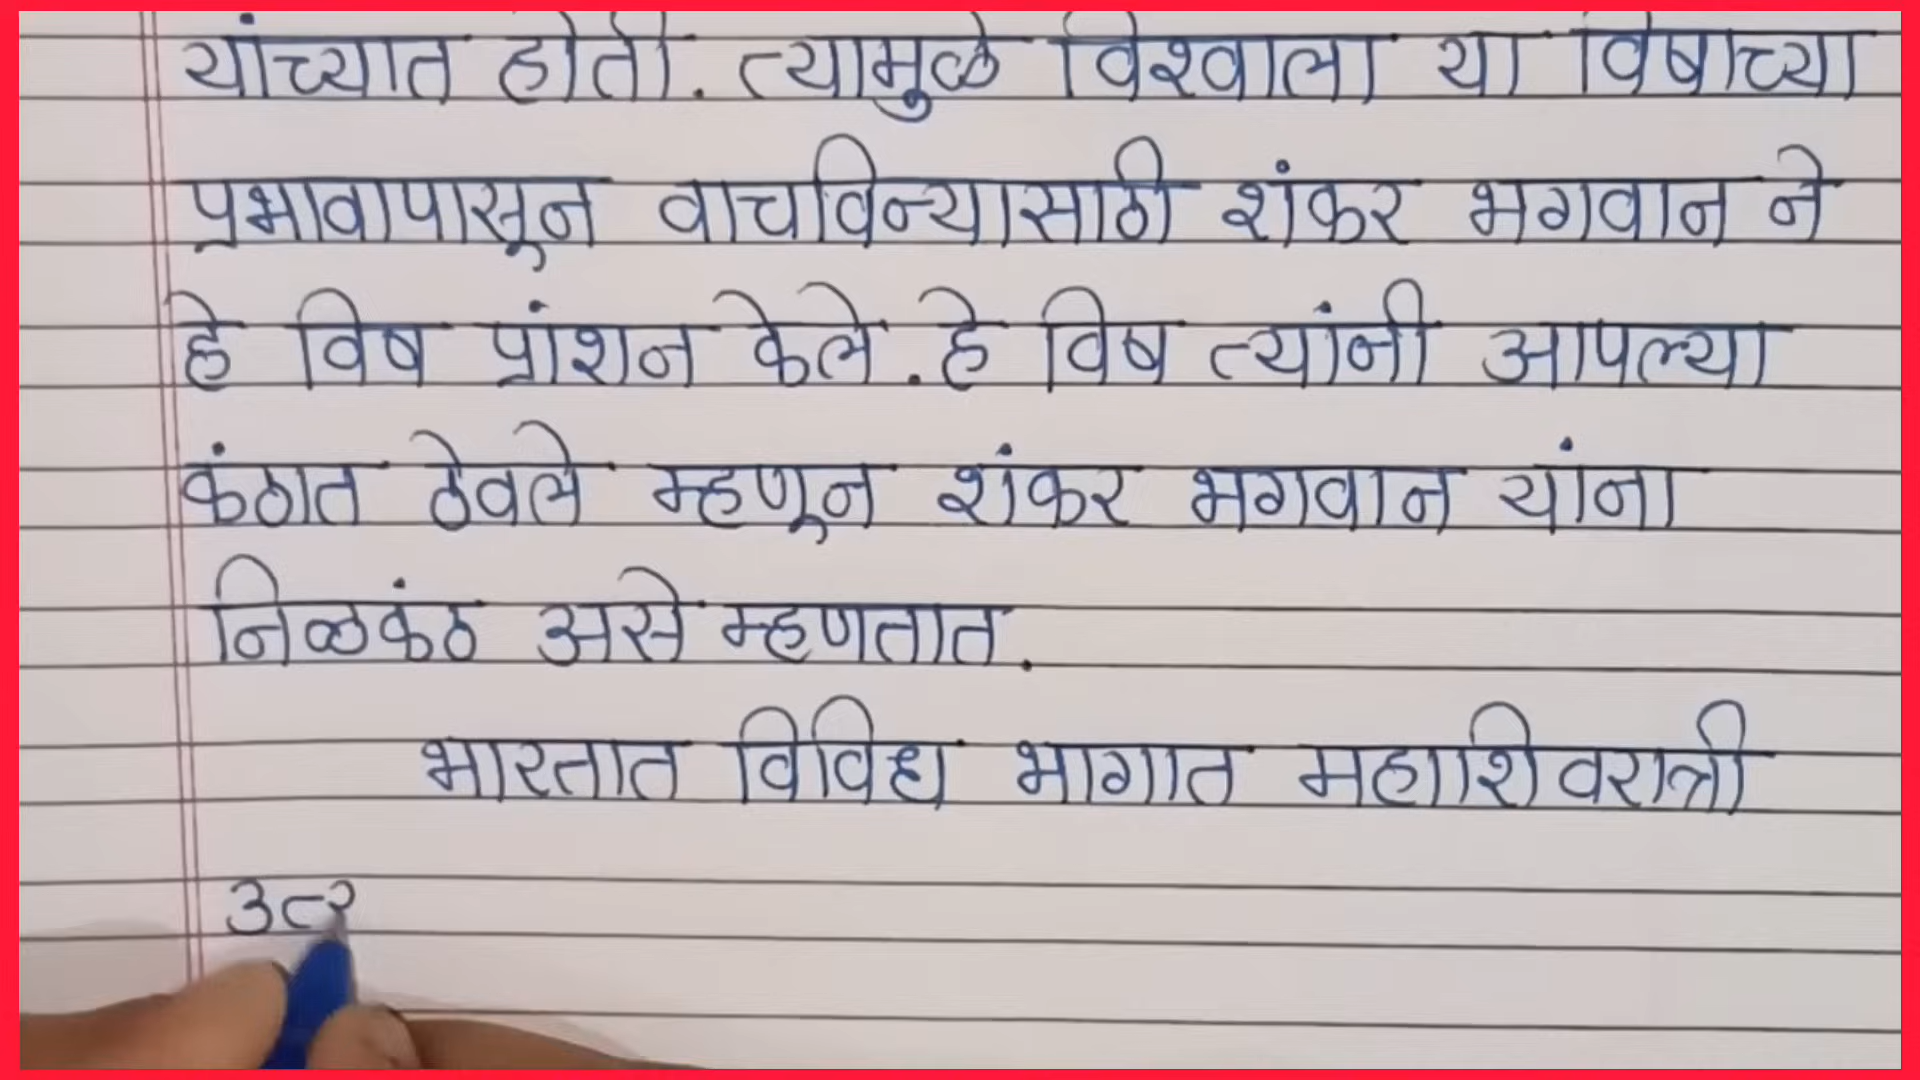 यांच्यात होती. त्यामुळे विश्वाला या विषाच्या
प्रभावापासून वाचविन्यासाठी शंकर भगवान ने
हे विष प्रांशन केले. हे विष त्यांनी आपल्या
कंठात ठेवले म्हणून शंकर भगवान यांना
निळकंठ असे म्हणतात.
भारतात विविध भागात महाशिवरात्री